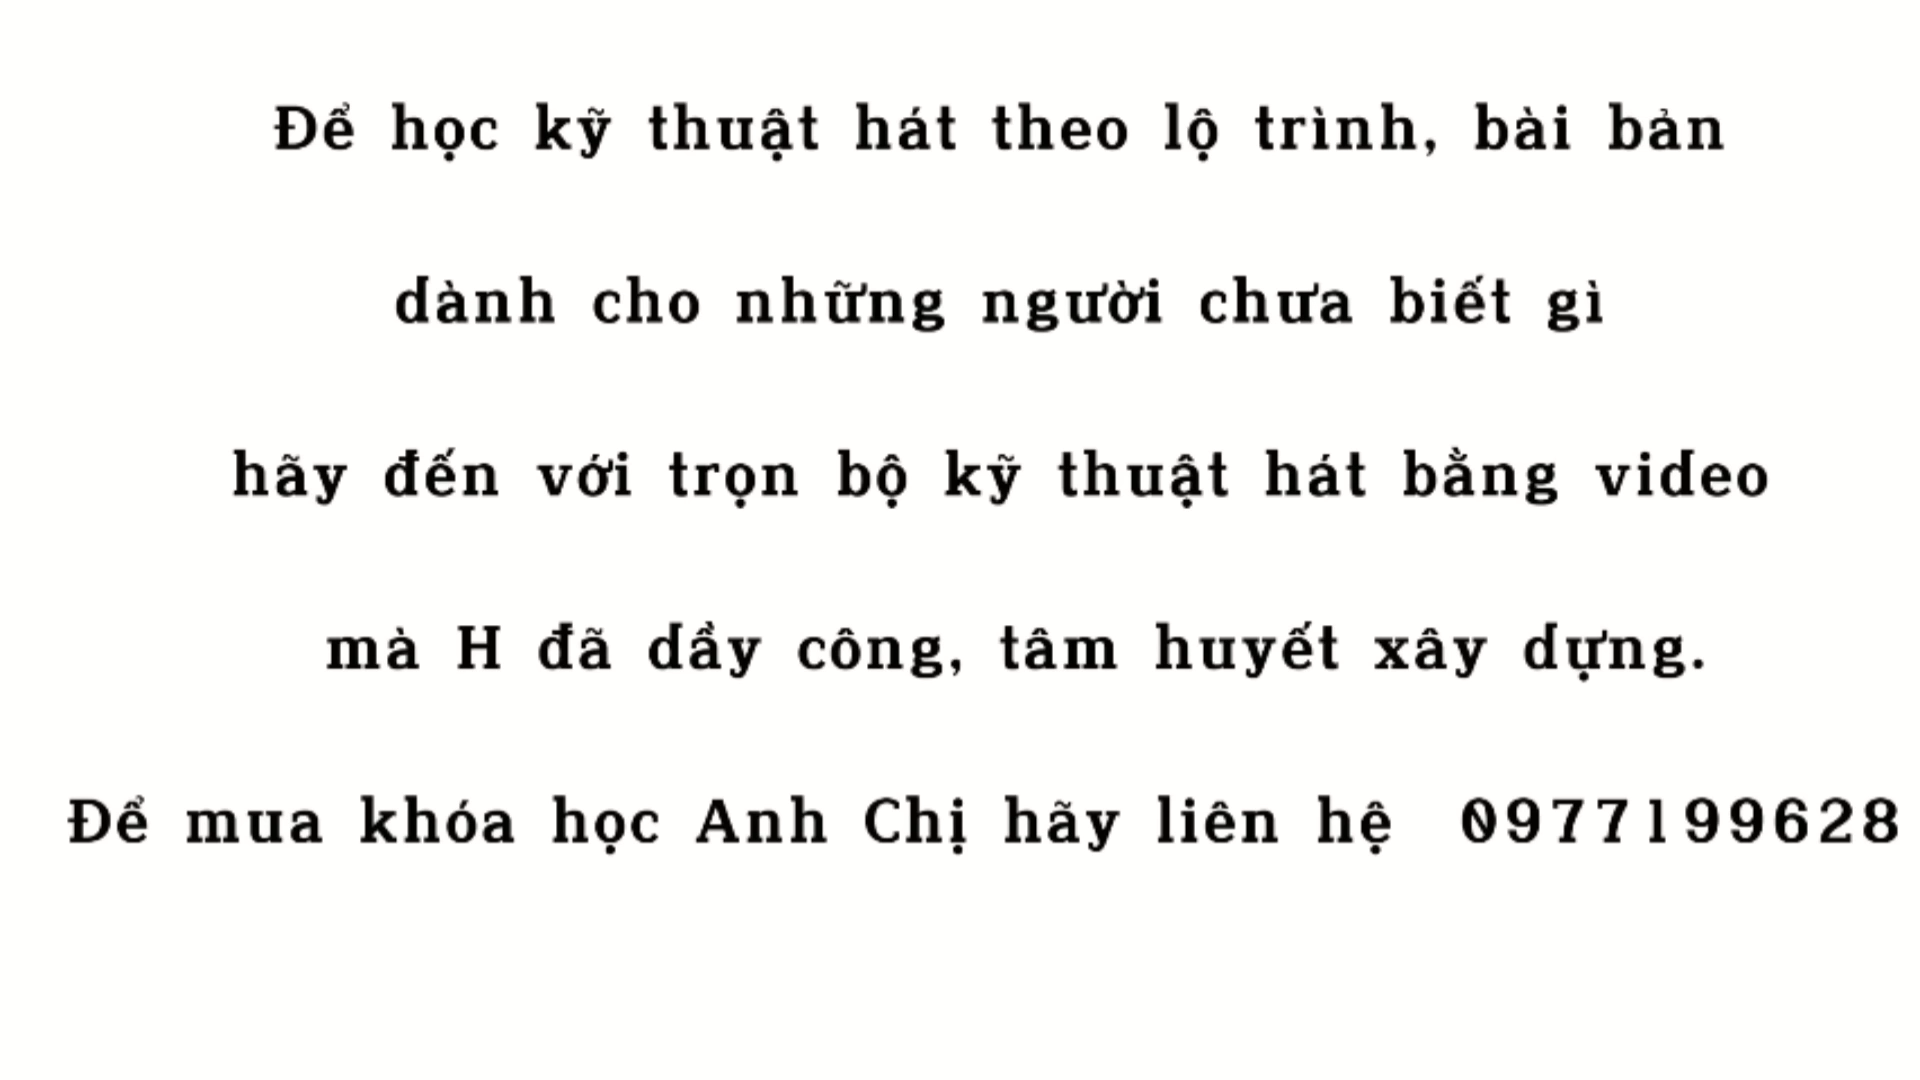 Để học kỹ thuật hát theo lộ trình, bài bản
dành cho những người chưa biết gì
hãy đến với trọn bộ kỹ thuật hát bằng video
mà H đã dầy công, tâm huyết xây dựng.
Để mua khóa học Anh Chị hãy liên hệ 0977199628